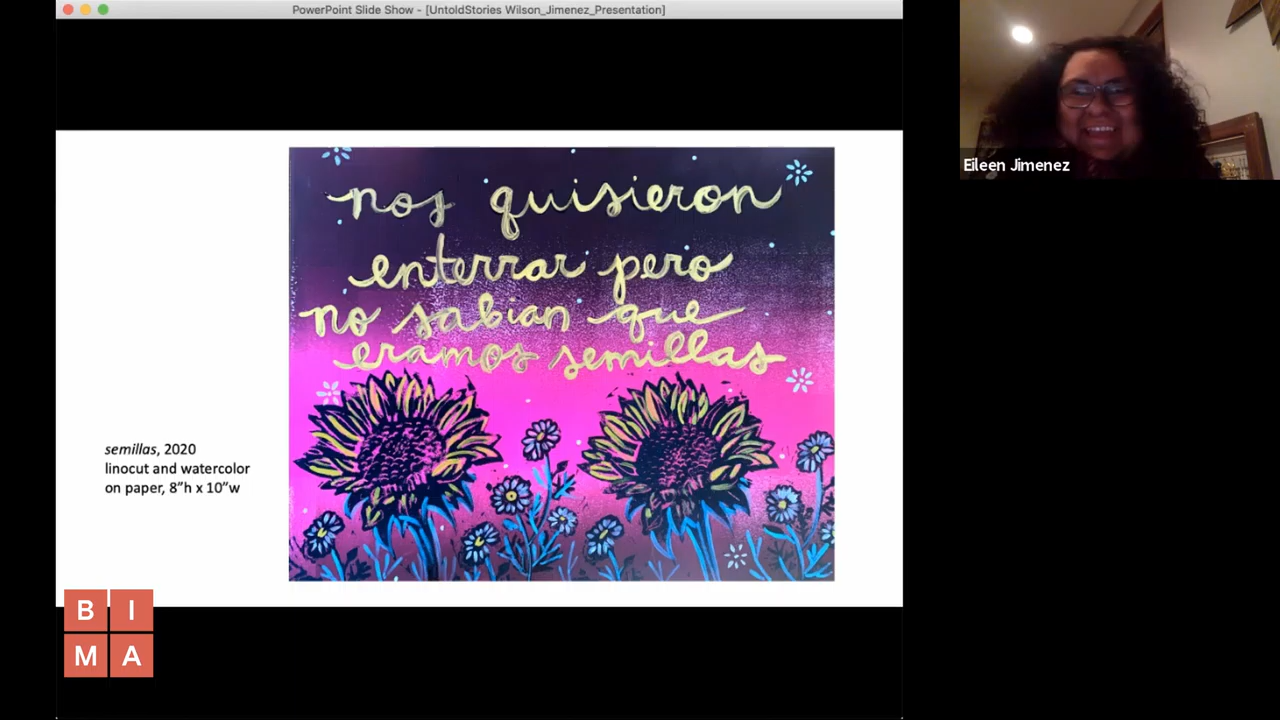 PowerPoint Slide Show - [UntoldStories Wilson_Jimenez_Presentation]
nos quisieron
enterrar pero
no sabian que
eramos semillas
semillas, 2020
linocut and watercolor
on paper, 8”h x 10”w
B I
M A
Eileen Jimenez